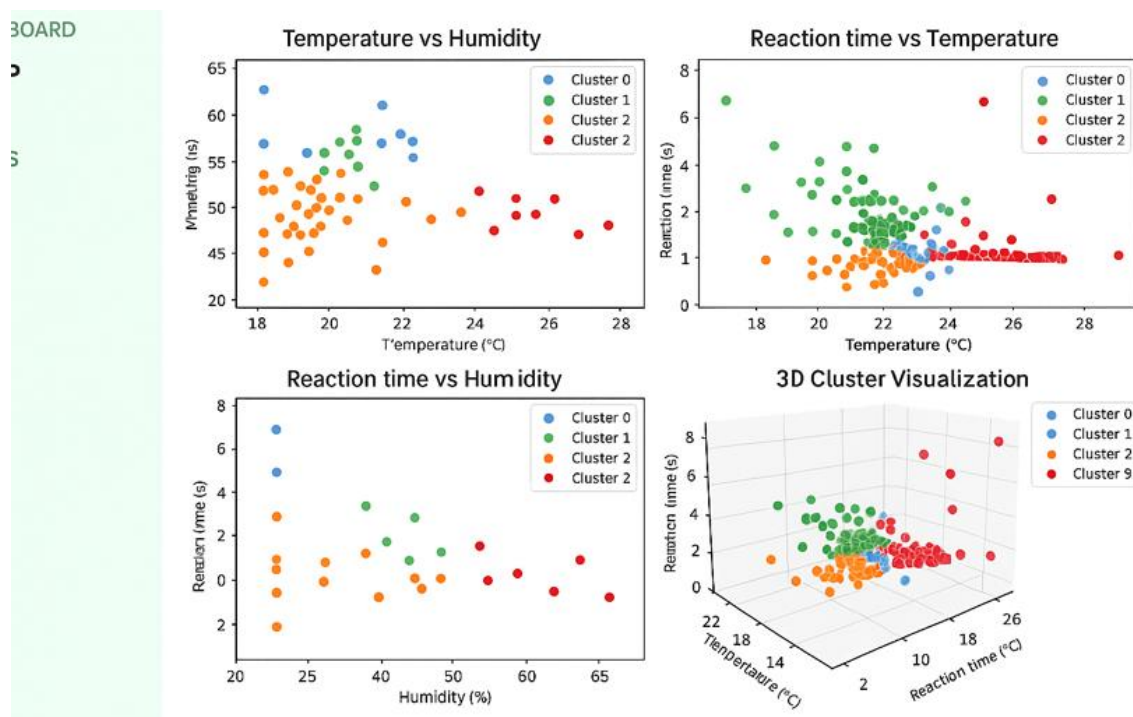 BOARD
S
Temperature vs Humidity
65
60
55
50
45
20
18 20 22 24 26 28
T'emperature (°C)
Cluster 0
Cluster 1
Cluster 2
Cluster 2
Reaction time vs Temperature
8
6
4
2
1
0
18 20 22 24 26 28
Temperature (°C)
Cluster 0
Cluster 1
Cluster 2
Cluster 2
Reaction time vs Humidity
8
6
4
2
0
2
20 25 40 50 60 65
Humidity (%)
Cluster 0
Cluster 1
Cluster 2
Cluster 2
3D Cluster Visualization
Cluster 0
Cluster 1
Cluster 2
Cluster 9
8
6
4
2
0
22 18 14
2 10 18 26
Reaction time (°C)